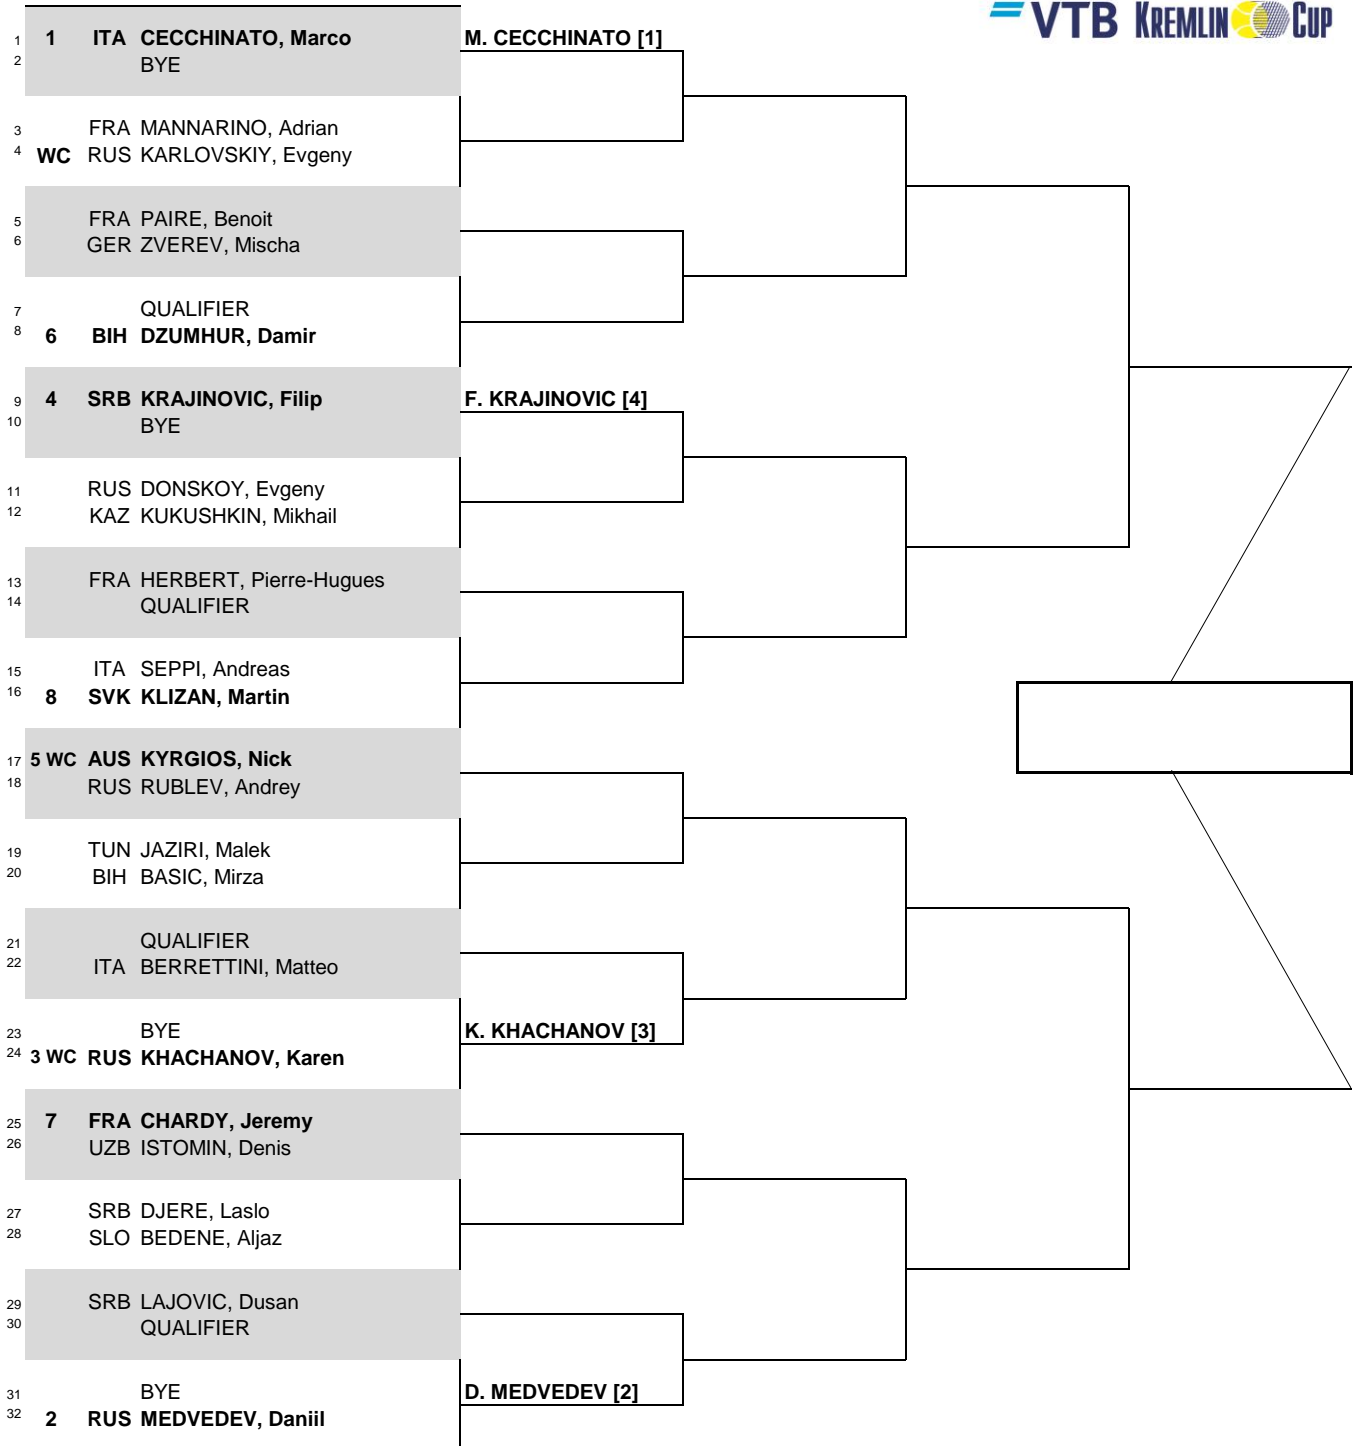 VTB KREMLIN CUP
1 1 ITA CECCHINATO, Marco M. CECCHINATO [1]
2 BYE
3 FRA MANNARINO, Adrian
4 WC RUS KARLOVSKIY, Evgeny
5 FRA PAIRE, Benoit
6 GER ZVEREV, Mischa
7 QUALIFIER
8 6 BIH DZUMHUR, Damir
9 4 SRB KRAJINOVIC, Filip F. KRAJINOVIC [4]
10 BYE
11 RUS DONSKOY, Evgeny
12 KAZ KUKUSHKIN, Mikhail
13 FRA HERBERT, Pierre-Hugues
14 QUALIFIER
15 ITA SEPPI, Andreas
16 8 SVK KLIZAN, Martin
17 5 WC AUS KYRGIOS, Nick
18 RUS RUBLEV, Andrey
19 TUN JAZIRI, Malek
20 BIH BASIC, Mirza
21 QUALIFIER
22 ITA BERRETTINI, Matteo
23 BYE K. KHACHANOV [3]
24 3 WC RUS KHACHANOV, Karen
25 7 FRA CHARDY, Jeremy
26 UZB ISTOMIN, Denis
27 SRB DJERE, Laslo
28 SLO BEDENE, Aljaz
29 SRB LAJOVIC, Dusan
30 QUALIFIER
31 BYE D. MEDVEDEV [2]
32 2 RUS MEDVEDEV, Daniil